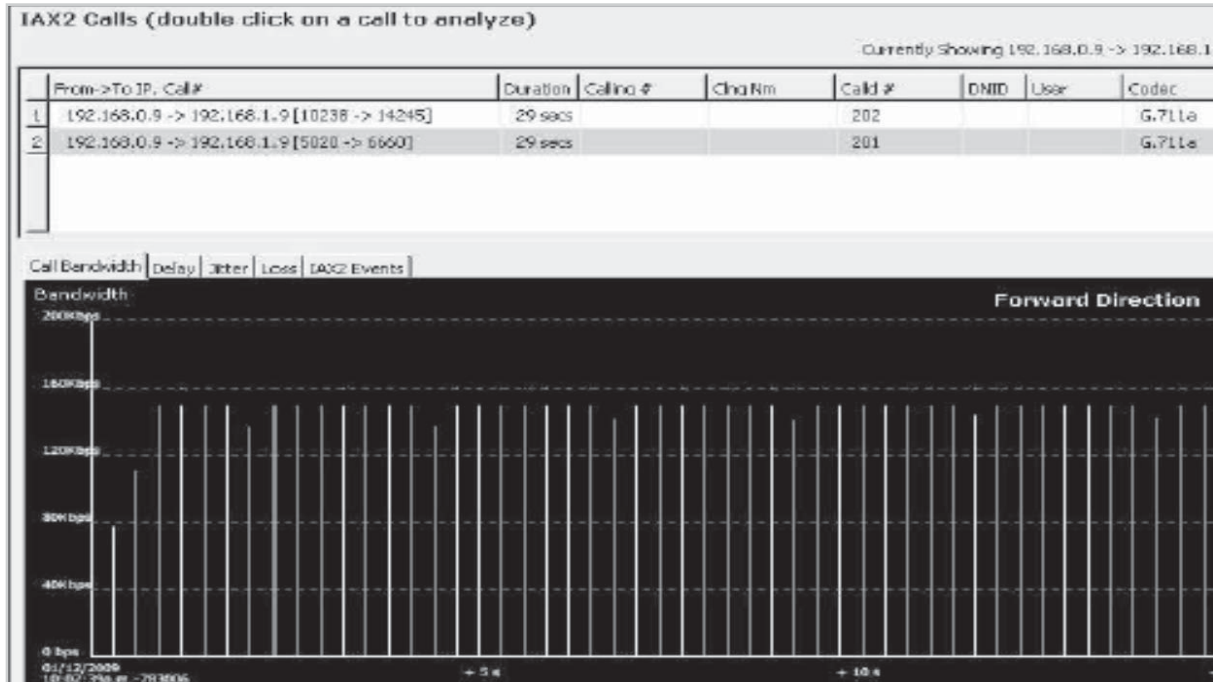 IAX2 Calls (double click on a call to analyze)
Currently Showing 192.168.0.9 -> 192.168.1
From->To IP, Call# Duration Calling # Clng Nm Calld # DNID User Codec
1 192.168.0.9 -> 192.168.1.9 [10238 -> 14245] 29 secs 202 G.711a
2 192.168.0.9 -> 192.168.1.9 [5020 -> 6660] 29 secs 201 G.711a
Call Bandwidth Delay Jitter Loss IAX2 Events
Bandwidth Forward Direction
200Kbps
160Kbps
120Kbps
80Kbps
40Kbps
0 bps
01/12/2009 + 5 s + 10 s